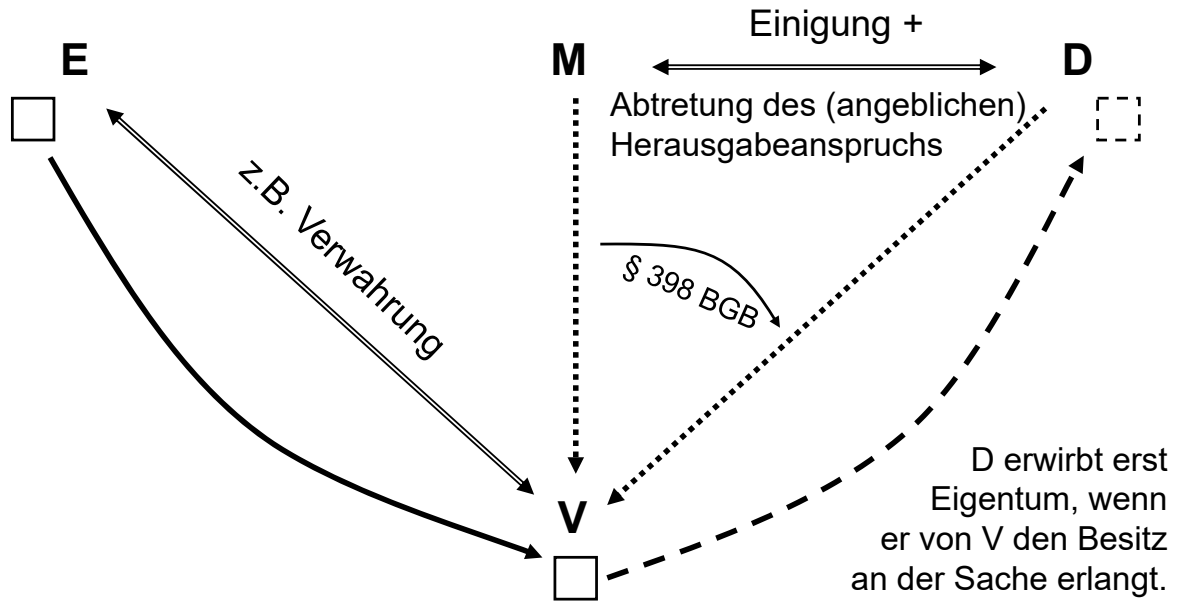 Einigung +
E
M
D
Abtretung des (angeblichen)
Herausgabeanspruchs
z.B. Verwahrung
§ 398 BGB
V
D erwirbt erst
Eigentum, wenn
er von V den Besitz
an der Sache erlangt.